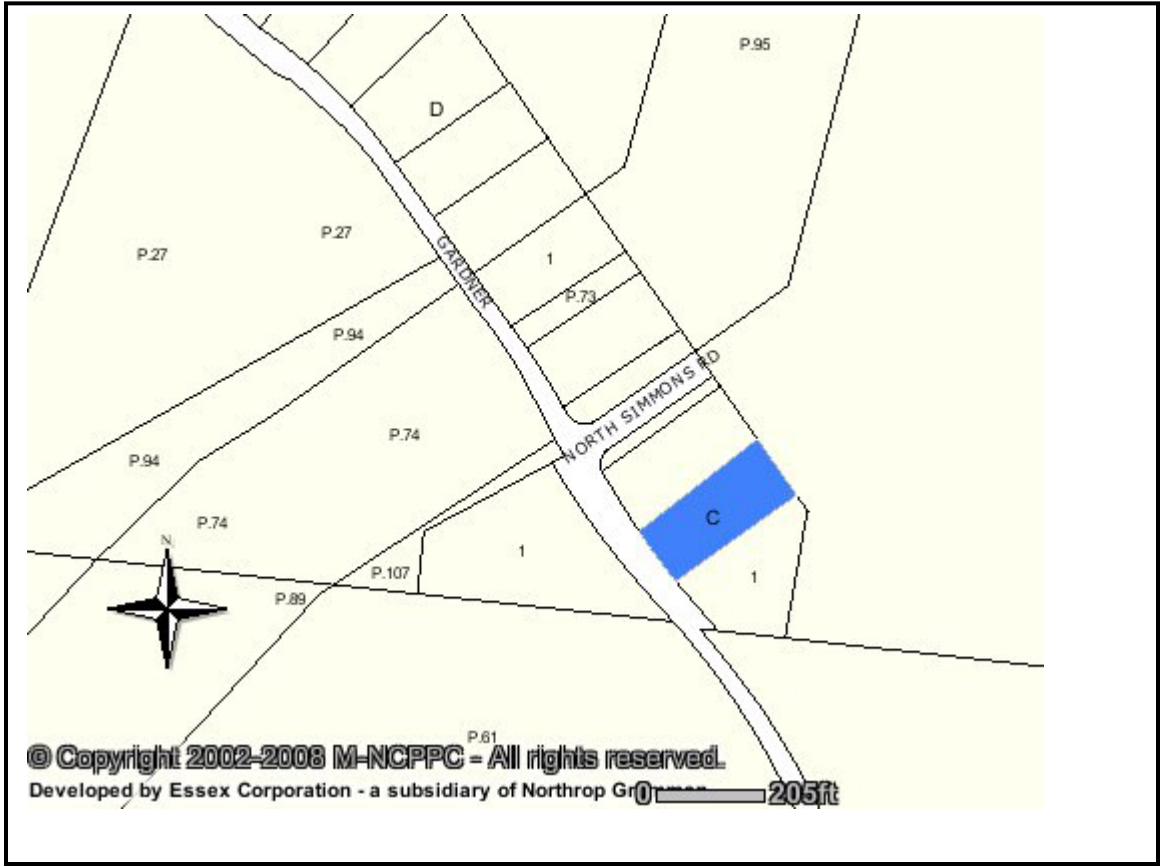 P.95
D
P.27
P.27
1
GARDNER
P.73
P.94
NORTH SIMMONS RD
P.74
P.94
C
P.74
1
N
P.107
1
P.89
P.61
© Copyright 2002-2008 M-NCPPC - All rights reserved.
Developed by Essex Corporation - a subsidiary of Northrop
0 205ft